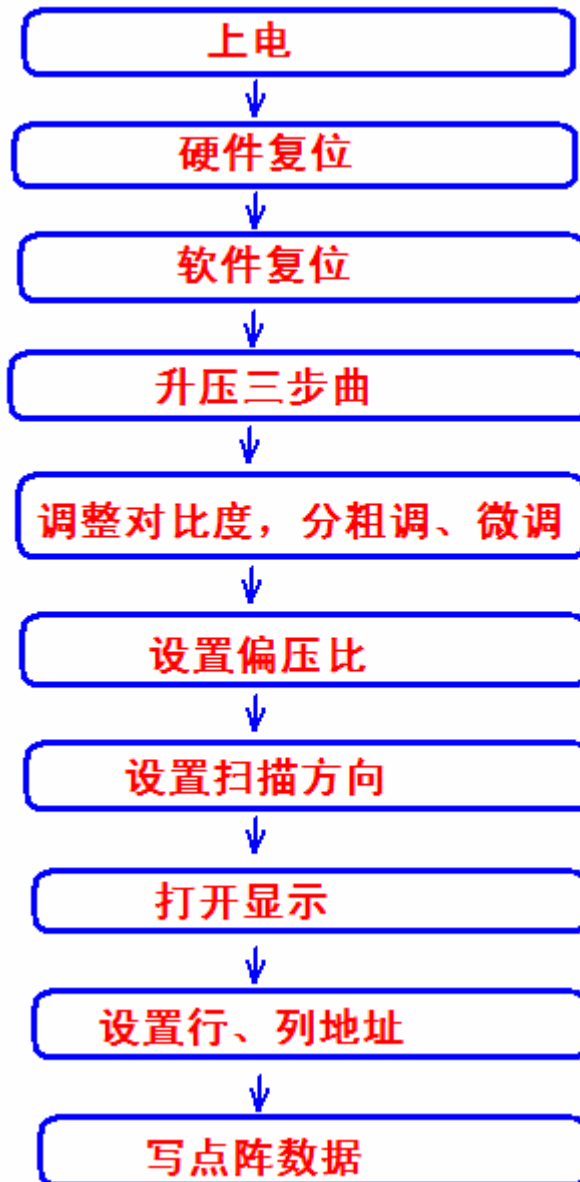 上电
硬件复位
软件复位
升压三步曲
调整对比度，分粗调、微调
设置偏压比
设置扫描方向
打开显示
设置行、列地址
写点阵数据